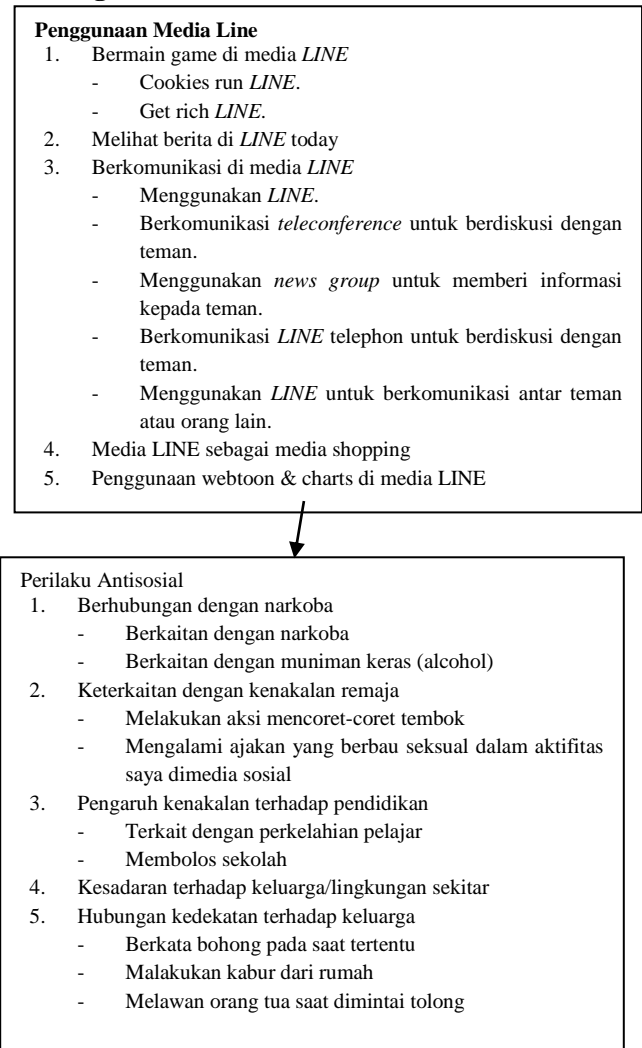 Penggunaan Media Line
1. Bermain game di media LINE
- Cookies run LINE.
- Get rich LINE.
2. Melihat berita di LINE today
3. Berkomunikasi di media LINE
- Menggunakan LINE.
- Berkomunikasi teleconference untuk berdiskusi dengan
teman.
- Menggunakan news group untuk memberi informasi
kepada teman.
- Berkomunikasi LINE telephon untuk berdiskusi dengan
teman.
- Menggunakan LINE untuk berkomunikasi antar teman
atau orang lain.
4. Media LINE sebagai media shopping
5. Penggunaan webtoon & charts di media LINE
Perilaku Antisosial
1. Berhubungan dengan narkoba
- Berkaitan dengan narkoba
- Berkaitan dengan muniman keras (alcohol)
2. Keterkaitan dengan kenakalan remaja
- Melakukan aksi mencoret-coret tembok
- Mengalami ajakan yang berbau seksual dalam aktifitas
saya dimedia sosial
3. Pengaruh kenakalan terhadap pendidikan
- Terkait dengan perkelahian pelajar
- Membolos sekolah
4. Kesadaran terhadap keluarga/lingkungan sekitar
5. Hubungan kedekatan terhadap keluarga
- Berkata bohong pada saat tertentu
- Malakukan kabur dari rumah
- Melawan orang tua saat dimintai tolong